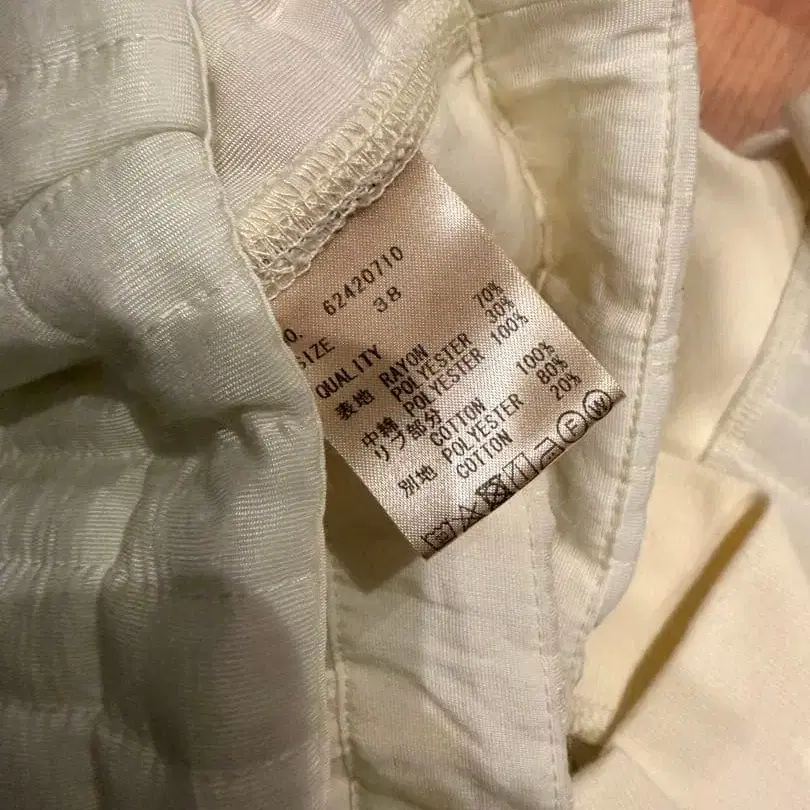 NO. 62420710
SIZE 38
QUALITY
表地 RAYON 70%
POLYESTER 30%
中綿 POLYESTER 100%
リブ部分
COTTON 100%
別地 POLYESTER 80%
COTTON 20%
F W